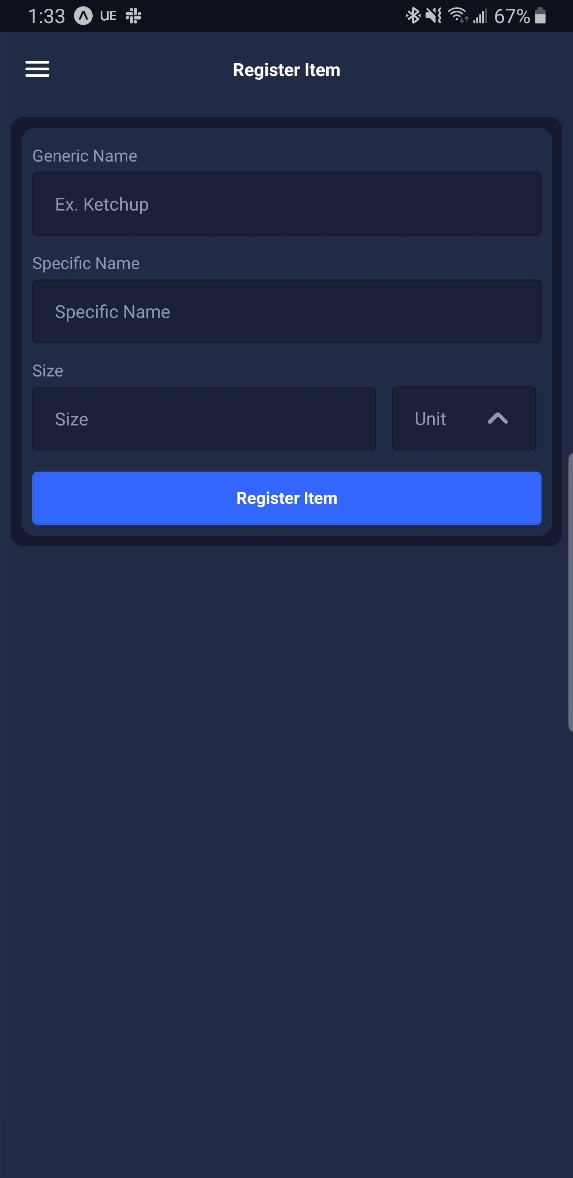 1:33 UE 67%
Register Item
Generic Name
Ex. Ketchup
Specific Name
Specific Name
Size
Size Unit
Register Item